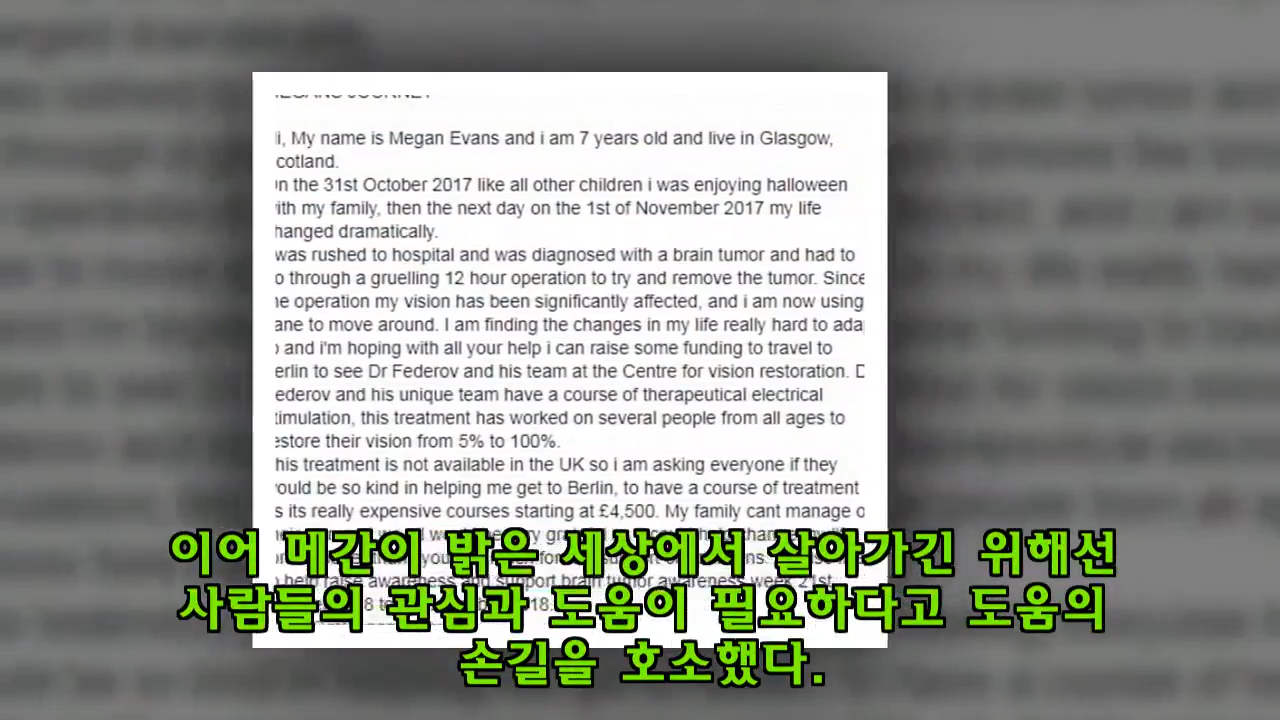 i, My name is Megan Evans and i am 7 years old and live in Glasgow,
cotland.
n the 31st October 2017 like all other children i was enjoying halloween
ith my family, then the next day on the 1st of November 2017 my life
hanged dramatically.
was rushed to hospital and was diagnosed with a brain tumor and had to
o through a gruelling 12 hour operation to try and remove the tumor. Since
e operation my vision has been significantly affected, and i am now using
ane to move around. I am finding the changes in my life really hard to ada
and i'm hoping with all your help i can raise some funding to travel to
erlin to see Dr Federov and his team at the Centre for vision restoration. D
ederov and his unique team have a course of therapeutical electrical
timulation, this treatment has worked on several people from all ages to
estore their vision from 5% to 100%.
his treatment is not available in the UK so i am asking everyone if they
ould be so kind in helping me get to Berlin, to have a course of treatment
s its really expensive courses starting at £4,500. My family cant manage o
help raise awareness and support brain tumor awareness week 21st
이어 메간이 밝은 세상에서 살아가긴 위해선
사람들의 관심과 도움이 필요하다고 도움의
손길을 호소했다.